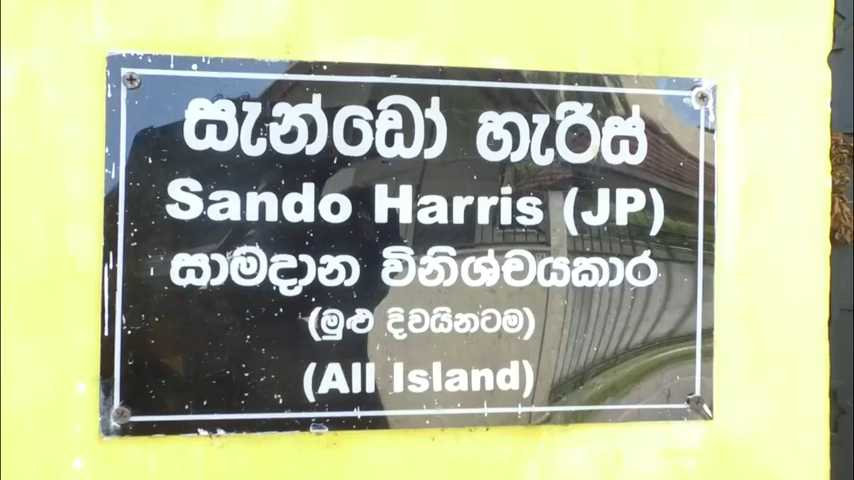 සැන්ඩෝ හැරිස්
Sando Harris (JP)
සාමදාන විනිශ්චයකාර
(මුළු දිවයිනටම)
(All Island)